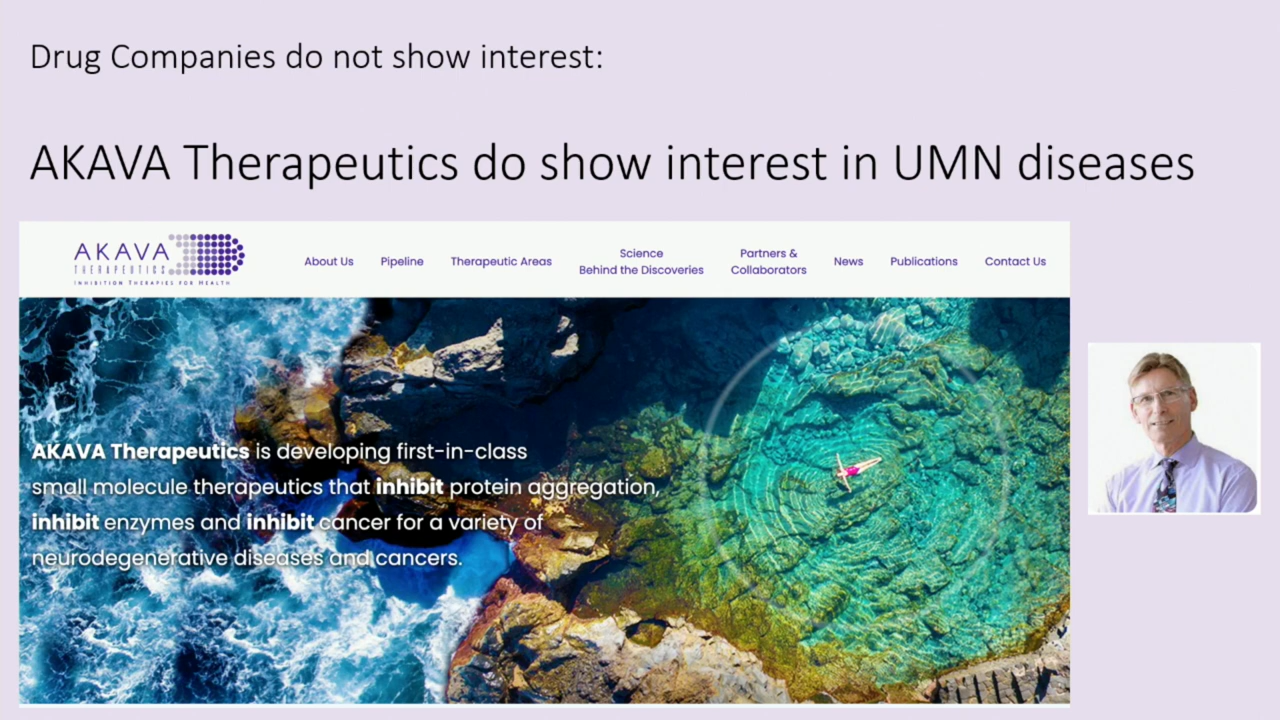 Drug Companies do not show interest:
AKAVA Therapeutics do show interest in UMN diseases
AKAVA
THERAPEUTICS
INHIBITION THERAPIES FOR HEALTH
About Us
Pipeline
Therapeutic Areas
Science
Behind the Discoveries
Partners &
Collaborators
News
Publications
Contact Us
AKAVA Therapeutics is developing first-in-class
small molecule therapeutics that inhibit protein aggregation,
inhibit enzymes and inhibit cancer for a variety of
neurodegenerative diseases and cancers.